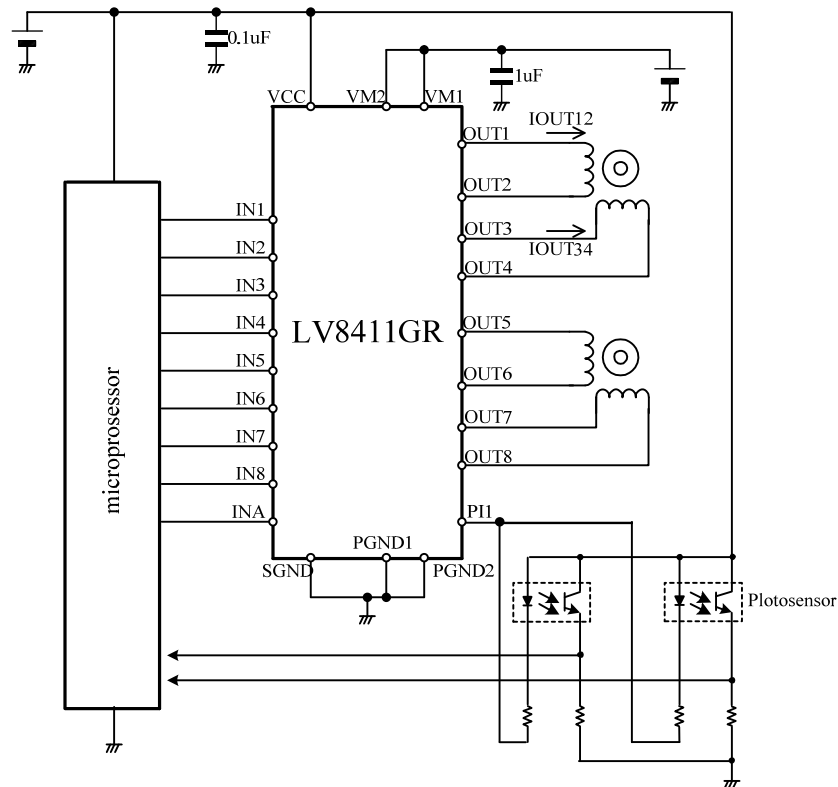 0.1uF
1uF
VCC
VM2
VM1
OUT1
IOUT12
OUT2
IN1
OUT3
IN2
IOUT34
OUT4
IN3
IN4
LV8411GR
OUT5
IN5
OUT6
IN6
OUT7
IN7
OUT8
IN8
microprosessor
INA
PI1
PGND1
SGND
PGND2
Plotosensor